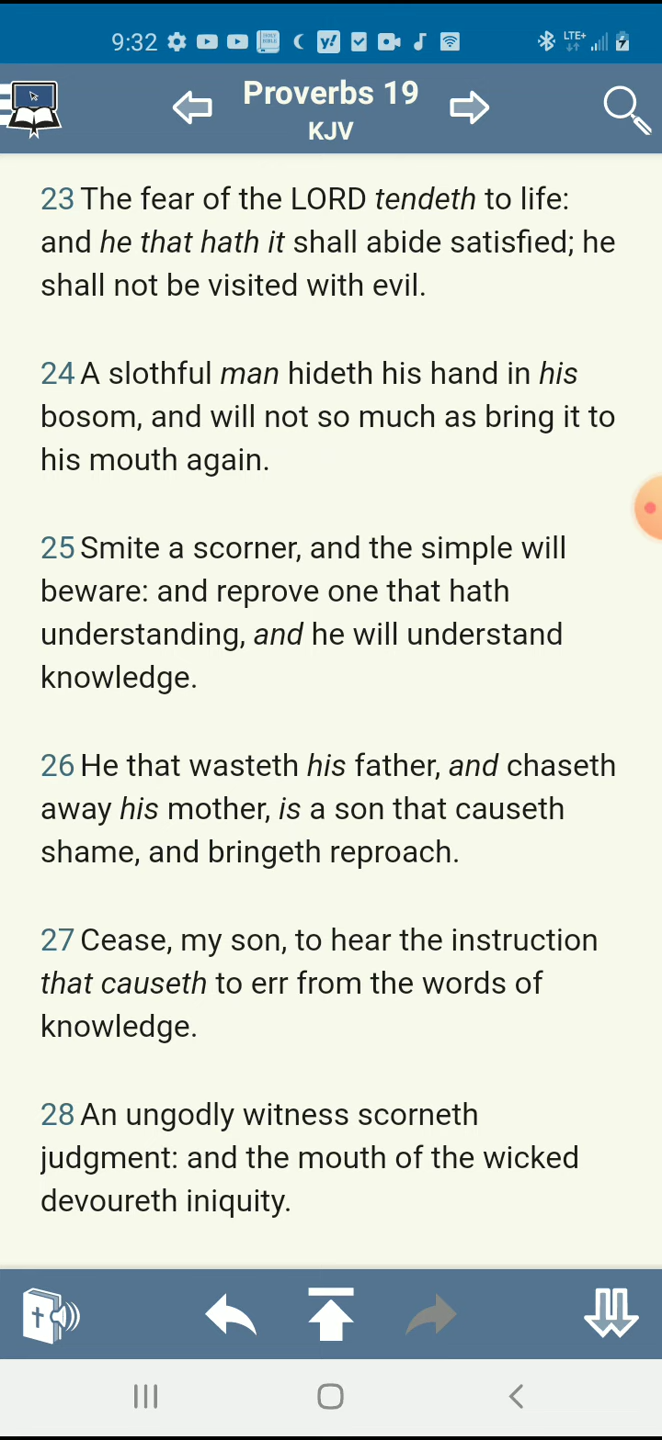 9:32
LTE+
Proverbs 19
KJV
23 The fear of the LORD tendeth to life:
and he that hath it shall abide satisfied; he
shall not be visited with evil.
24 A slothful man hideth his hand in his
bosom, and will not so much as bring it to
his mouth again.
25 Smite a scorner, and the simple will
beware: and reprove one that hath
understanding, and he will understand
knowledge.
26 He that wasteth his father, and chaseth
away his mother, is a son that causeth
shame, and bringeth reproach.
27 Cease, my son, to hear the instruction
that causeth to err from the words of
knowledge.
28 An ungodly witness scorneth
judgment: and the mouth of the wicked
devoureth iniquity.